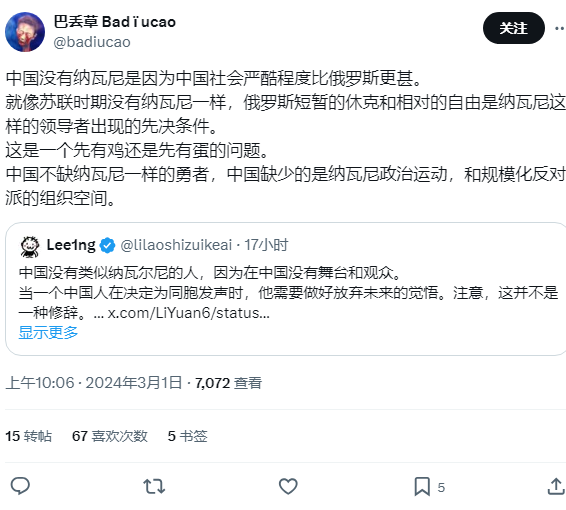 巴丢草 Bad ï ucao
关注
@badiucao
中国没有纳瓦尼是因为中国社会严酷程度比俄罗斯更甚。
就像苏联时期没有纳瓦尼一样，俄罗斯短暂的休克和相对的自由是纳瓦尼这
样的领导者出现的先决条件。
这是一个先有鸡还是先有蛋的问题。
中国不缺纳瓦尼一样的勇者，中国缺少的是纳瓦尼政治运动，和规模化反对
派的组织空间。
Lee1ng @lilaoshizuikeai · 17小时
中国没有类似纳瓦尔尼的人，因为在中国没有舞台和观众。
当一个中国人在决定为同胞发声时，他需要做好放弃未来的觉悟。注意，这并不是
一种修辞。... x.com/LiYuan6/status...
显示更多
上午10:06 · 2024年3月1日 · 7,072 查看
15 转帖 67 喜欢次数 5 书签
5